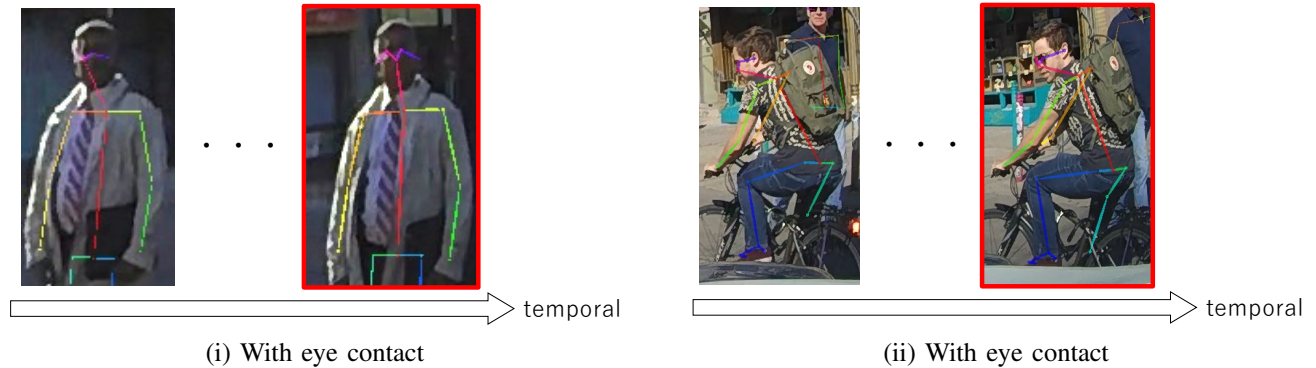 temporal
temporal
(i) With eye contact
(ii) With eye contact